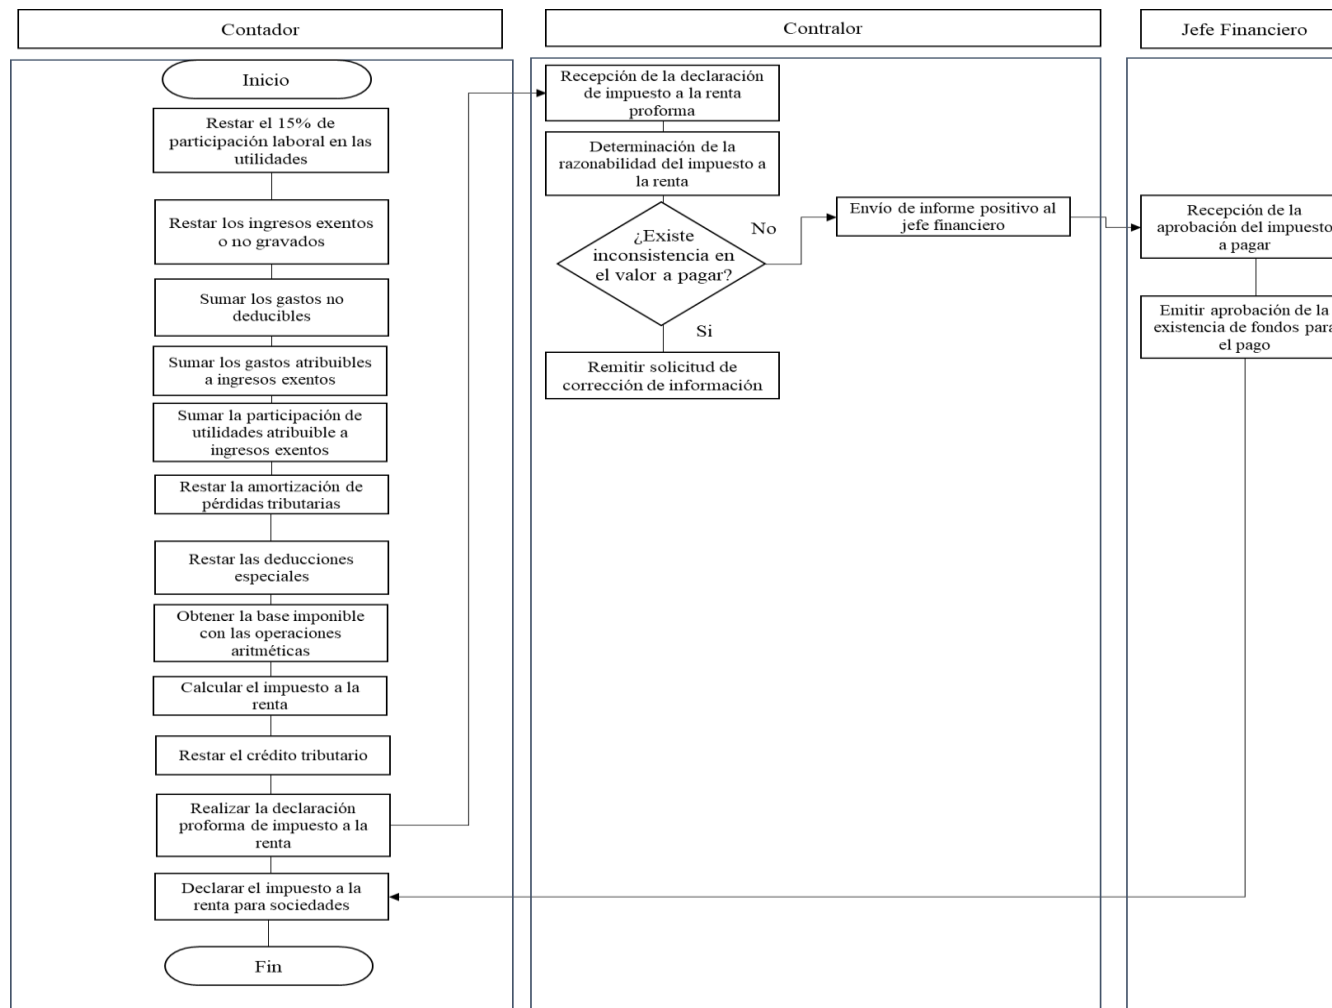 Contador
Contralor
Jefe Financiero
Inicio
Restar el 15% de
participación laboral en las
utilidades
Restar los ingresos exentos
o no gravados
Sumar los gastos no
deducibles
Sumar los gastos atribuibles
a ingresos exentos
Sumar la participación de
utilidades atribuible a
ingresos exentos
Restar la amortización de
pérdidas tributarias
Restar las deducciones
especiales
Obtener la base imponible
con las operaciones
aritméticas
Calcular el impuesto a la
renta
Restar el crédito tributario
Realizar la declaración
proforma de impuesto a la
renta
Declarar el impuesto a la
renta para sociedades
Fin
Recepción de la declaración
de impuesto a la renta
proforma
Determinación de la
razonabilidad del impuesto a
la renta
¿Existe
inconsistencia en
el valor a pagar?
No
Si
Remitir solicitud de
corrección de información
Envío de informe positivo al
jefe financiero
Recepción de la
aprobación del impuesto
a pagar
Emitir aprobación de la
existencia de fondos para
el pago